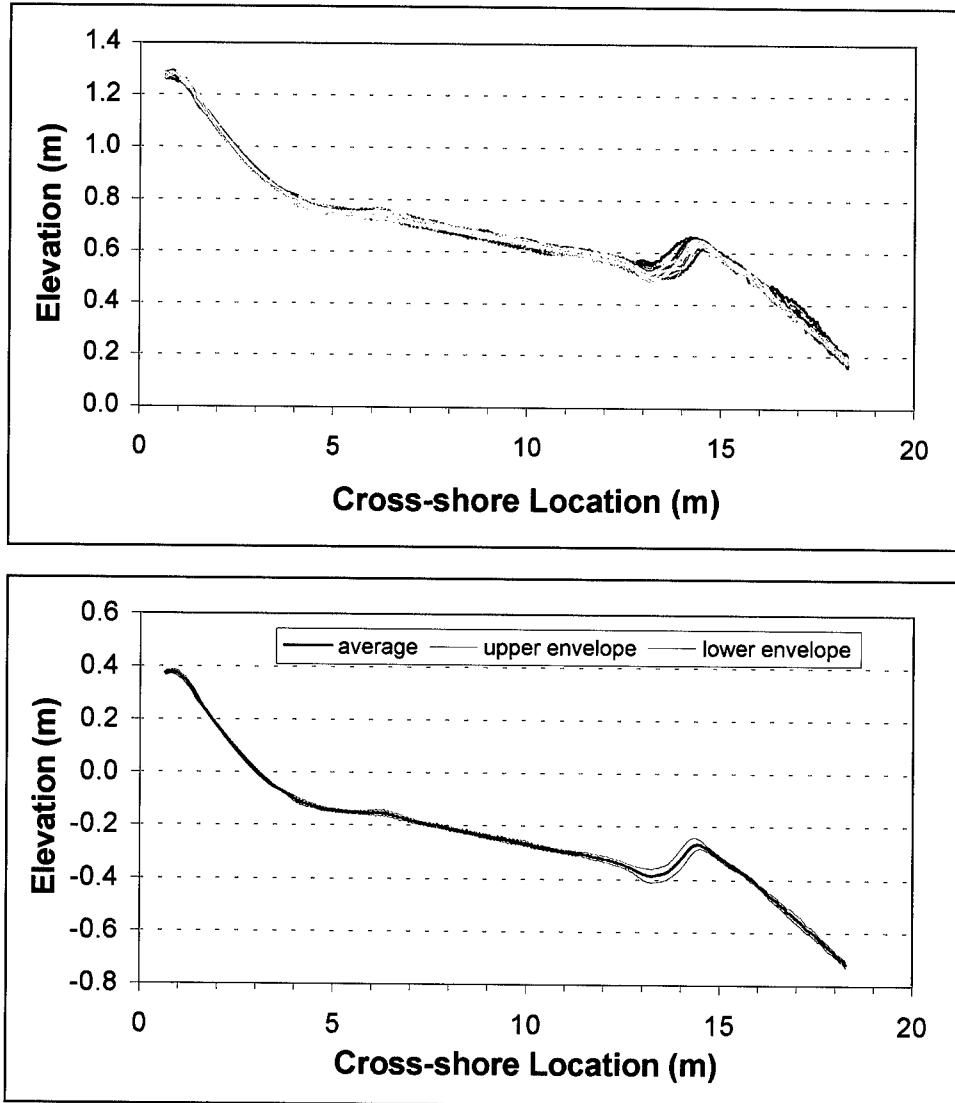 1.4
1.2
1.0
0.8
0.6
0.4
0.2
0.0
Elevation (m)
0 5 10 15 20
Cross-shore Location (m)
0.6
0.4
0.2
0.0
-0.2
-0.4
-0.6
-0.8
Elevation (m)
average upper envelope lower envelope
0 5 10 15 20
Cross-shore Location (m)